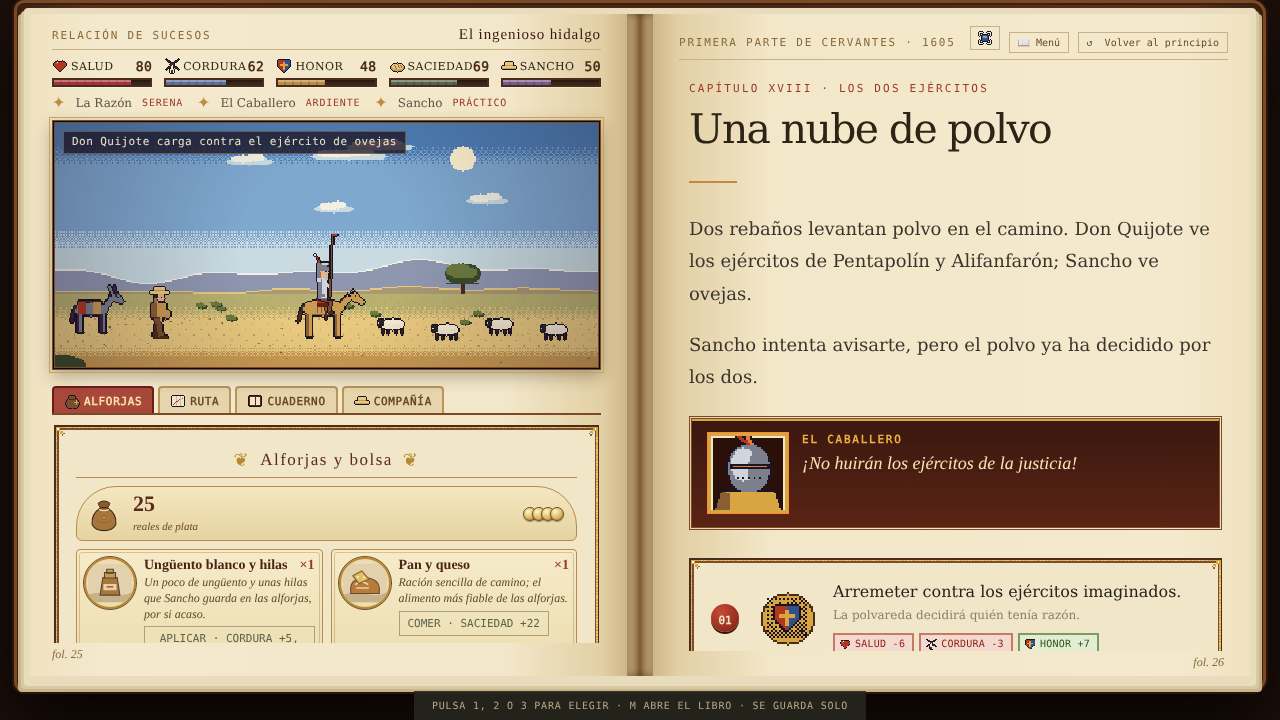 RELACIÓN DE SUCESOS
El ingenioso hidalgo
SALUD 80
CORDURA 62
HONOR 48
SACIEDAD 69
SANCHO 50
La Razón SERENA
El Caballero ARDIENTE
Sancho PRÁCTICO
Don Quijote carga contra el ejército de ovejas
ALFORJAS
RUTA
CUADERNO
COMPAÑÍA
Alforjas y bolsa
25
reales de plata
Ungüento blanco y hilas ×1
Un poco de ungüento y unas hilas
que Sancho guarda en las alforjas,
por si acaso.
APLICAR · CORDURA +5,
Pan y queso ×1
Ración sencilla de camino; el
alimento más fiable de las alforjas.
COMER · SACIEDAD +22
fol. 25
PRIMERA PARTE DE CERVANTES · 1605
Menú
↺ Volver al principio
CAPÍTULO XVIII · LOS DOS EJÉRCITOS
Una nube de polvo
Dos rebaños levantan polvo en el camino. Don Quijote ve
los ejércitos de Pentapolín y Alifanfarón; Sancho ve
ovejas.
Sancho intenta avisarte, pero el polvo ya ha decidido por
los dos.
EL CABALLERO
¡No huirán los ejércitos de la justicia!
01
Arremeter contra los ejércitos imaginados.
La polvareda decidirá quién tenía razón.
SALUD -6
CORDURA -3
HONOR +7
fol. 26
PULSA 1, 2 O 3 PARA ELEGIR · M ABRE EL LIBRO · SE GUARDA SOLO